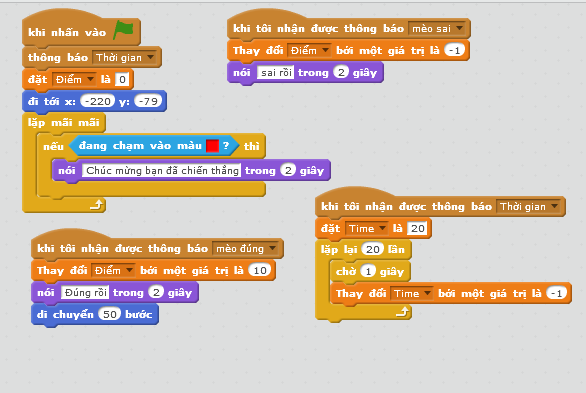 khi nhấn vào
thông báo Thời gian
đặt Điểm là 0
đi tới x: -220 y: -79
lặp mãi mãi
nếu đang chạm vào màu ? thì
nói Chúc mừng bạn đã chiến thắng trong 2 giây
khi tôi nhận được thông báo mèo sai
Thay đổi Điểm bởi một giá trị là -1
nói sai rồi trong 2 giây
khi tôi nhận được thông báo mèo đúng
Thay đổi Điểm bởi một giá trị là 10
nói Đúng rồi trong 2 giây
di chuyển 50 bước
khi tôi nhận được thông báo Thời gian
đặt Time là 20
lặp lại 20 lần
chờ 1 giây
Thay đổi Time bởi một giá trị là -1